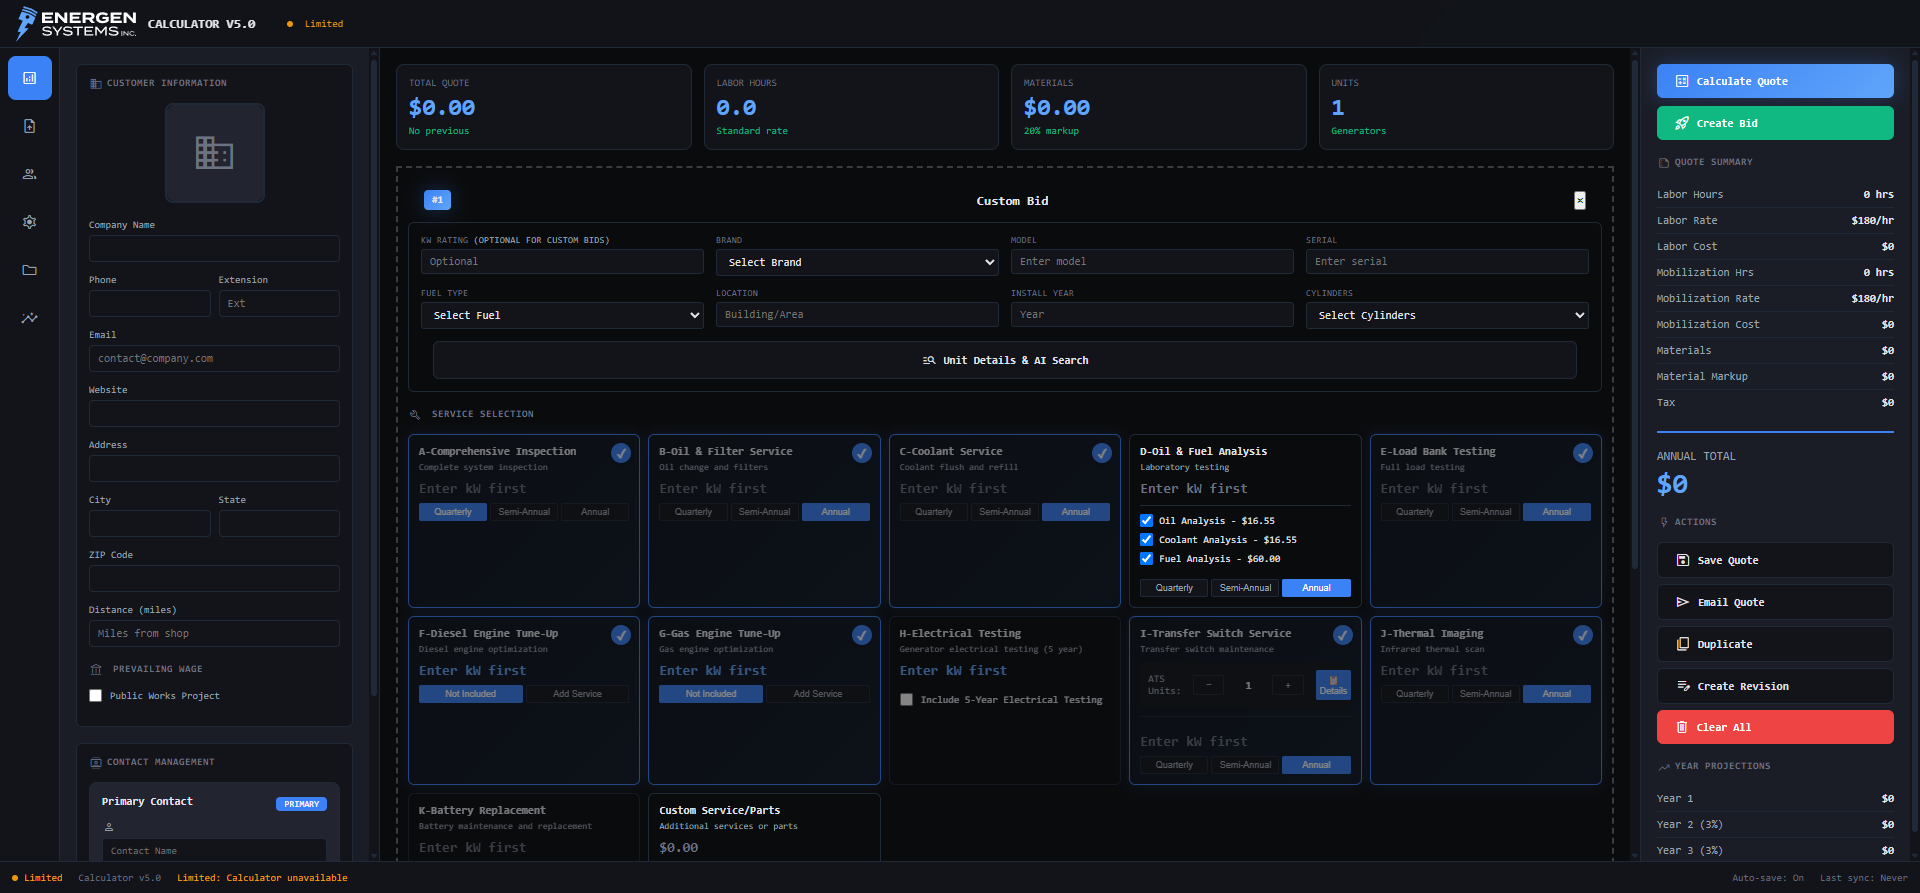 ENERGEN
SYSTEMS INC.
CALCULATOR V5.0
Limited
CUSTOMER INFORMATION
Company Name
Phone
Extension
Ext
Email
contact@company.com
Website
Address
City
State
ZIP Code
Distance (miles)
Miles from shop
PREVAILING WAGE
Public Works Project
CONTACT MANAGEMENT
Primary Contact
PRIMARY
Contact Name
TOTAL QUOTE
$0.00
No previous
LABOR HOURS
0.0
Standard rate
MATERIALS
$0.00
20% markup
UNITS
1
Generators
#1
Custom Bid
×
KW RATING (OPTIONAL FOR CUSTOM BIDS)
Optional
BRAND
Select Brand
MODEL
Enter model
SERIAL
Enter serial
FUEL TYPE
Select Fuel
LOCATION
Building/Area
INSTALL YEAR
Year
CYLINDERS
Select Cylinders
Unit Details & AI Search
SERVICE SELECTION
A-Comprehensive Inspection
Complete system inspection
Enter kW first
Quarterly Semi-Annual Annual
B-Oil & Filter Service
Oil change and filters
Enter kW first
Quarterly Semi-Annual Annual
C-Coolant Service
Coolant flush and refill
Enter kW first
Quarterly Semi-Annual Annual
D-Oil & Fuel Analysis
Laboratory testing
Enter kW first
Oil Analysis - $16.55
Coolant Analysis - $16.55
Fuel Analysis - $60.00
Quarterly Semi-Annual Annual
E-Load Bank Testing
Full load testing
Enter kW first
Quarterly Semi-Annual Annual
F-Diesel Engine Tune-Up
Diesel engine optimization
Enter kW first
Not Included Add Service
G-Gas Engine Tune-Up
Gas engine optimization
Enter kW first
Not Included Add Service
H-Electrical Testing
Generator electrical testing (5 year)
Enter kW first
Include 5-Year Electrical Testing
I-Transfer Switch Service
Transfer switch maintenance
ATS
Units:
− 1 +
Details
Enter kW first
Quarterly Semi-Annual Annual
J-Thermal Imaging
Infrared thermal scan
Enter kW first
Quarterly Semi-Annual Annual
K-Battery Replacement
Battery maintenance and replacement
Enter kW first
Custom Service/Parts
Additional services or parts
$0.00
Calculate Quote
Create Bid
QUOTE SUMMARY
Labor Hours 0 hrs
Labor Rate $180/hr
Labor Cost $0
Mobilization Hrs 0 hrs
Mobilization Rate $180/hr
Mobilization Cost $0
Materials $0
Material Markup $0
Tax $0
ANNUAL TOTAL
$0
ACTIONS
Save Quote
Email Quote
Duplicate
Create Revision
Clear All
YEAR PROJECTIONS
Year 1 $0
Year 2 (3%) $0
Year 3 (3%) $0
Limited Calculator v5.0 Limited: Calculator unavailable
Auto-save: On Last sync: Never